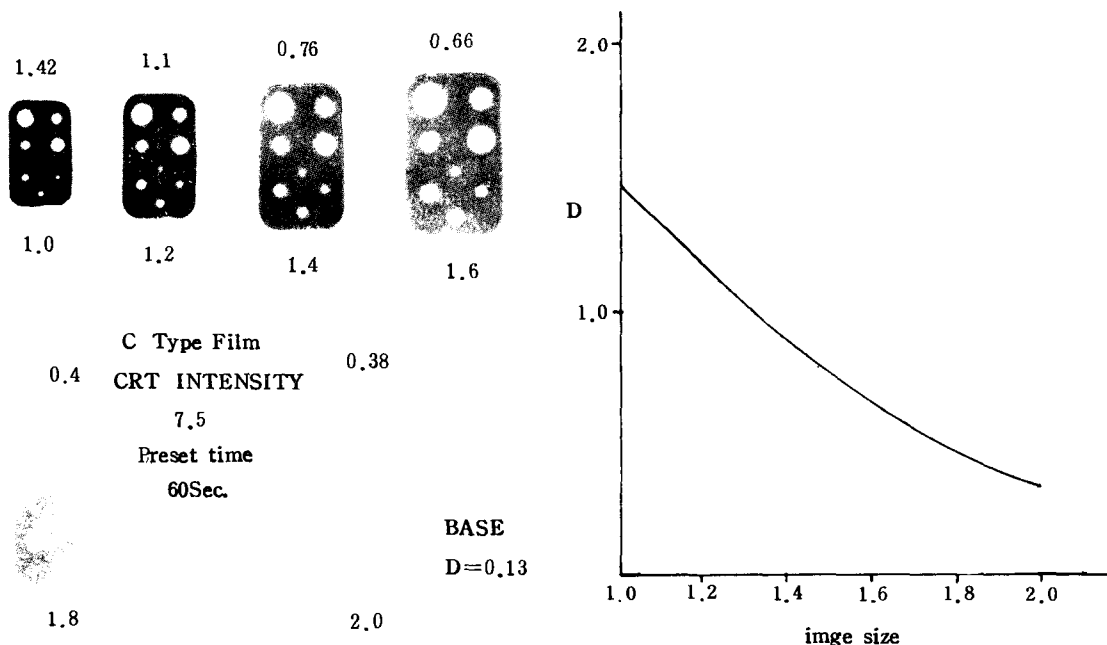 1.42 1.1 0.76 0.66
1.0 1.2 1.4 1.6
C Type Film
0.4 CRT INTENSITY 0.38
7.5
Preset time
60Sec.
BASE
D=0.13
1.8 2.0
2.0
D
1.0
1.0 1.2 1.4 1.6 1.8 2.0
imge size